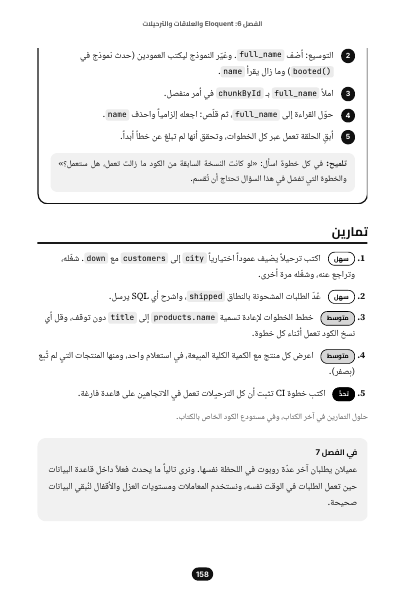 الفصل 6: Eloquent والعلاقات والترحيلات
2 التوسيع: أضف full_name. وغيّر النموذج ليكتب العمودين (حدث نموذج في
booted()) وما زال يقرأ name.
3 املأ full_name بـ chunkById في أمر منفصل.
4 حوّل القراءة إلى full_name، ثم قلّص: اجعله إلزامياً واحذف name.
5 أبقِ الحلقة تعمل عبر كل الخطوات، وتحقق أنها لم تبلغ عن خطأ أبداً.
تلميح: في كل خطوة اسأل: «لو كانت النسخة السابقة من الكود ما زالت تعمل، هل ستعمل؟»
والخطوة التي تفشل في هذا السؤال تحتاج أن تُقسم.
تمارين
1. سهل اكتب ترحيلاً يضيف عموداً اختيارياً city إلى customers مع down. شغّله،
وتراجع عنه، وشغّله مرة أخرى.
2. سهل عُدّ الطلبات المشحونة بالنطاق shipped، واشرح أي SQL يرسل.
3. متوسط خطط الخطوات لإعادة تسمية products.name إلى title دون توقف، وقل أي
نسخ الكود تعمل أثناء كل خطوة.
4. متوسط اعرض كل منتج مع الكمية الكلية المبيعة، في استعلام واحد، ومنها المنتجات التي لم تُبع
(بصفر).
5. تحدٍّ اكتب خطوة CI تثبت أن كل الترحيلات تعمل في الاتجاهين على قاعدة فارغة.
حلول التمارين في آخر الكتاب، وفي مستودع الكود الخاص بالكتاب.
في الفصل 7
عميلان يطلبان آخر عدّة روبوت في اللحظة نفسها. ونرى تالياً ما يحدث فعلاً داخل قاعدة البيانات
حين تعمل الطلبات في الوقت نفسه، ونستخدم المعاملات ومستويات العزل والأقفال لنُبقي البيانات
صحيحة.
158